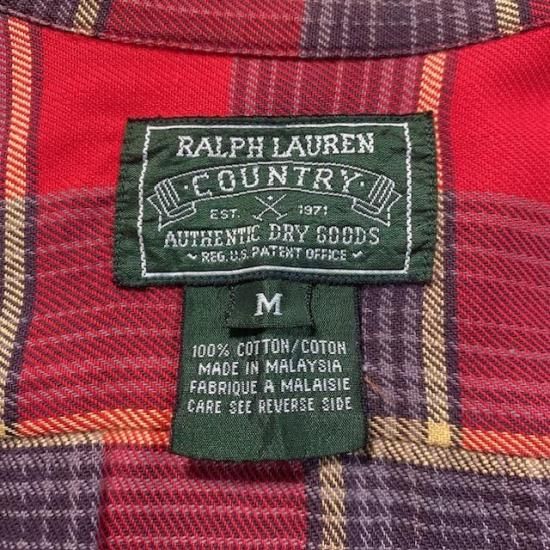 RALPH LAUREN
COUNTRY
EST. 1971
AUTHENTIC DRY GOODS
REG. U.S. PATENT OFFICE
M
100% COTTON/COTON
MADE IN MALAYSIA
FABRIQUE A MALAISIE
CARE SEE REVERSE SIDE